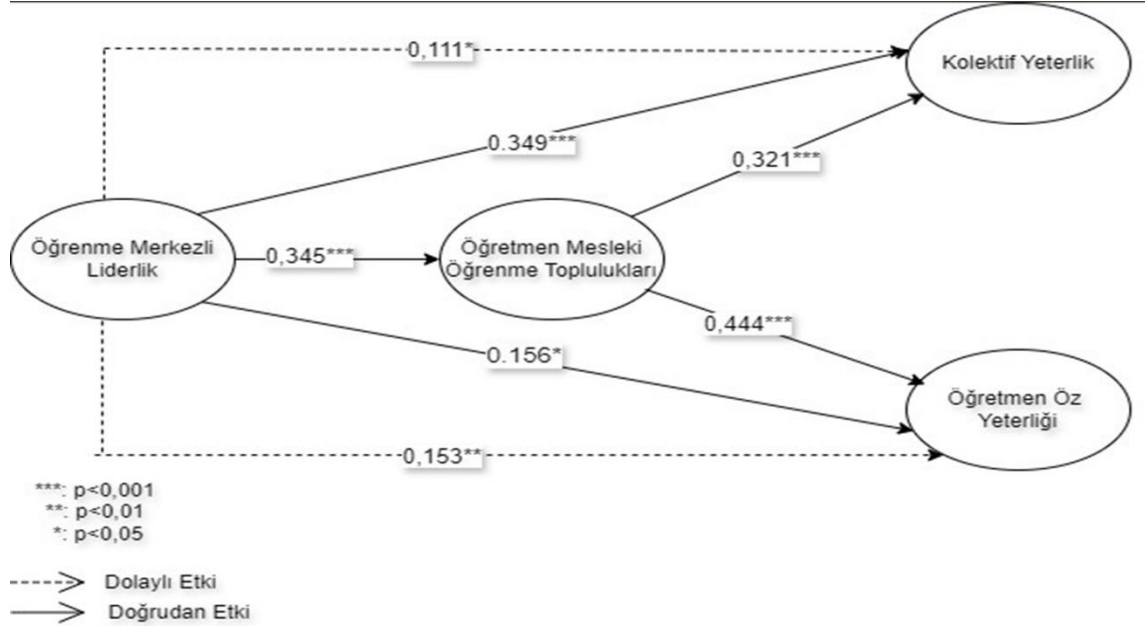 0,111*
Kolektif Yeterlik
0.349***
0,321***
Öğrenme Merkezli
Liderlik
0,345***
Öğretmen Mesleki
Öğrenme Toplulukları
0,444***
0.156*
Öğretmen Öz
Yeterliği
0,153**
***: p<0,001
**: p<0,01
*: p<0,05
Dolaylı Etki
Doğrudan Etki